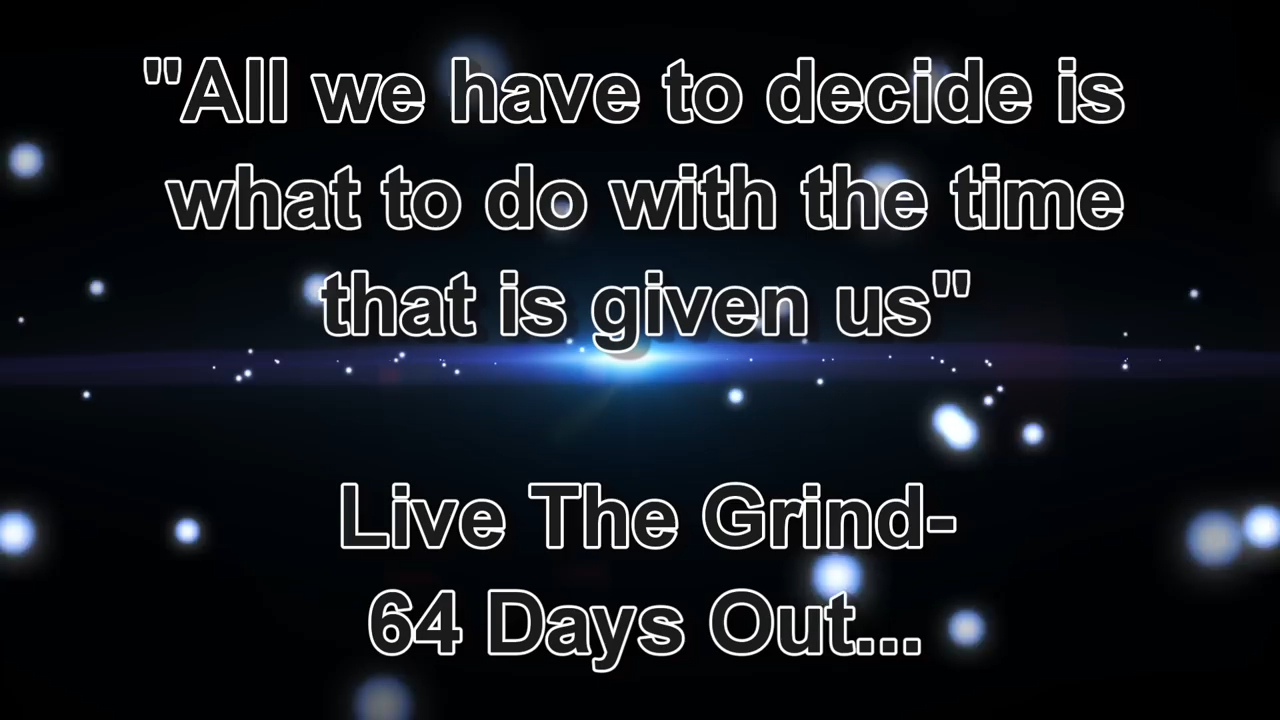 "All we have to decide is
what to do with the time
that is given us"
Live The Grind-
64 Days Out...